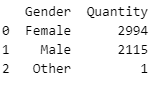 Gender Quantity
0 Female 2994
1 Male 2115
2 Other 1